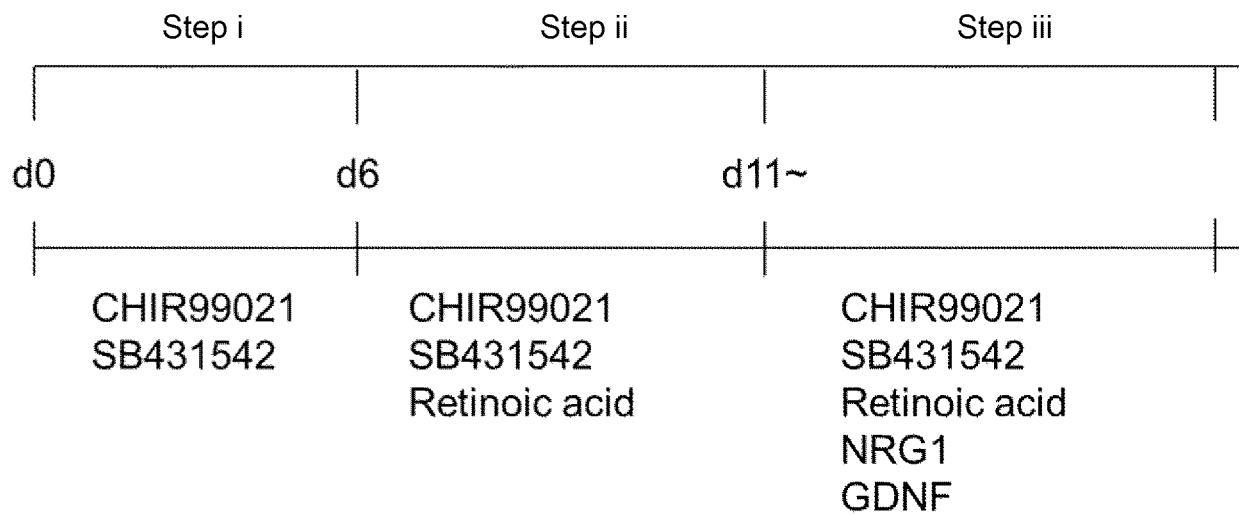 Step i
Step ii
Step iii
d0
d6
d11~
CHIR99021
SB431542
CHIR99021
SB431542
Retinoic acid
CHIR99021
SB431542
Retinoic acid
NRG1
GDNF